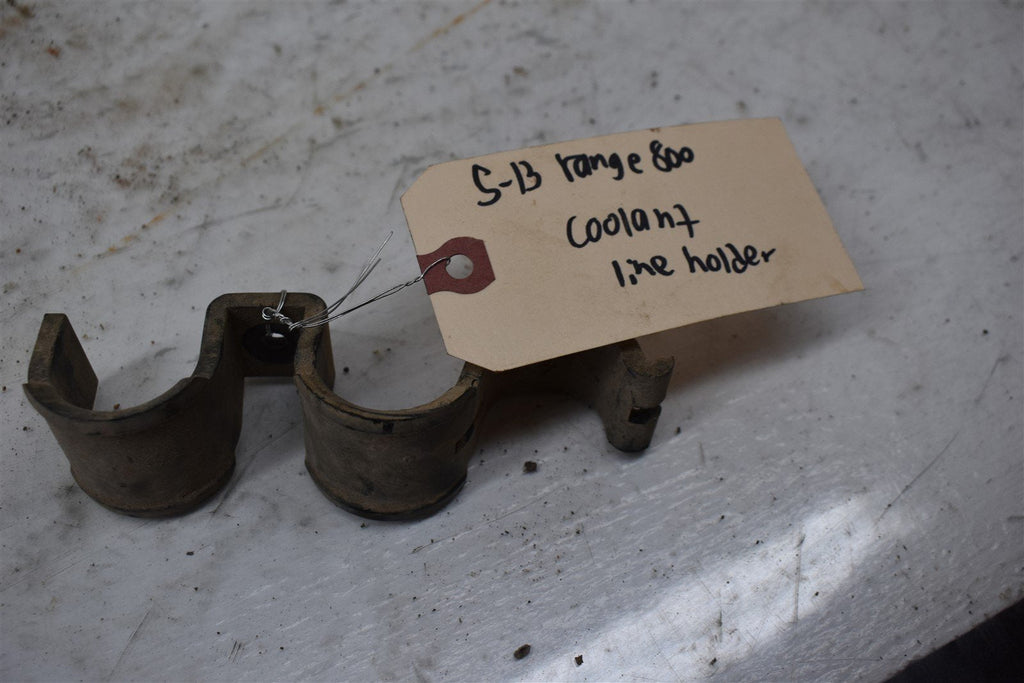 S-13 range 800
Coolant
line holder